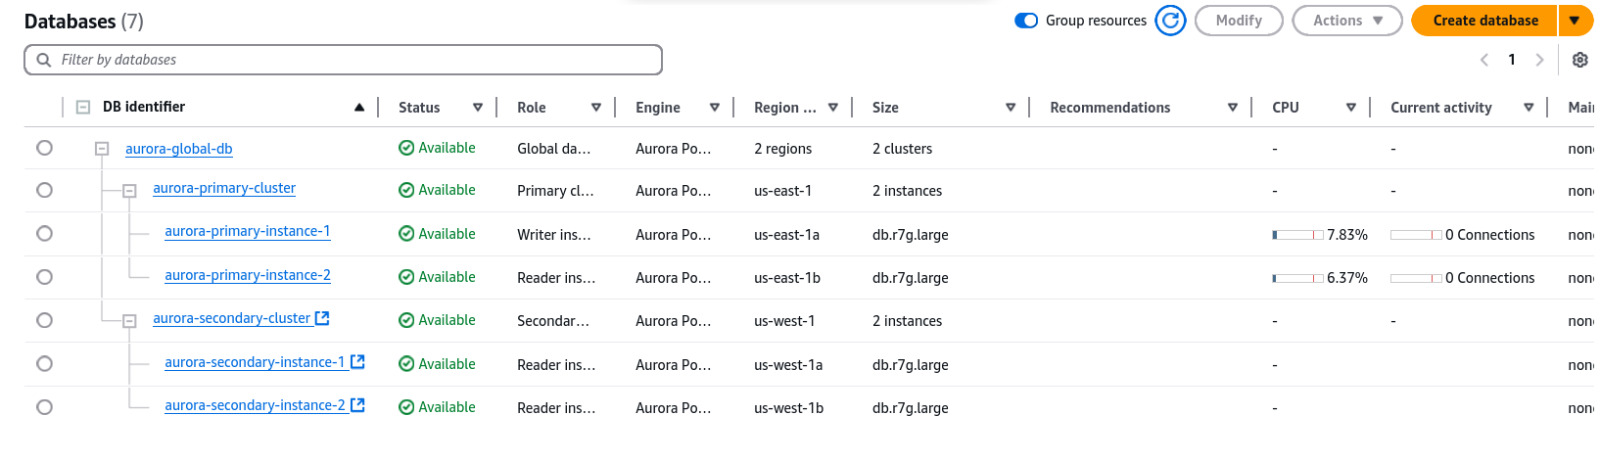 Databases (7) Group resources Modify Actions Create database
Filter by databases 1
DB identifier Status Role Engine Region ... Size Recommendations CPU Current activity Mai
aurora-global-db Available Global da... Aurora Po... 2 regions 2 clusters - - non
aurora-primary-cluster Available Primary cl... Aurora Po... us-east-1 2 instances - - non
aurora-primary-instance-1 Available Writer ins... Aurora Po... us-east-1a db.r7g.large 7.83% 0 Connections non
aurora-primary-instance-2 Available Reader ins... Aurora Po... us-east-1b db.r7g.large 6.37% 0 Connections non
aurora-secondary-cluster Available Secondar... Aurora Po... us-west-1 2 instances - - non
aurora-secondary-instance-1 Available Reader ins... Aurora Po... us-west-1a db.r7g.large - non
aurora-secondary-instance-2 Available Reader ins... Aurora Po... us-west-1b db.r7g.large - non